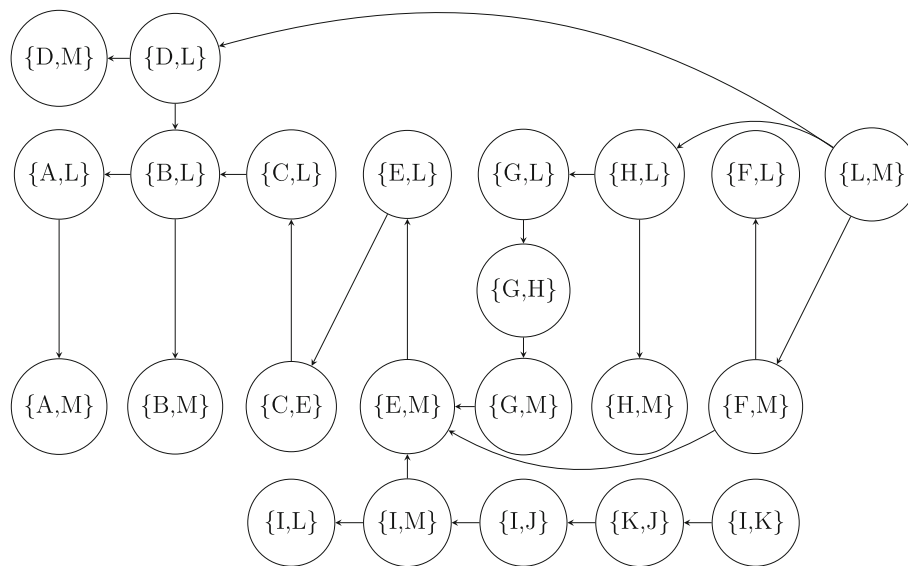 {D,M} {D,L}
{A,L} {B,L} {C,L} {E,L} {G,L} {H,L} {F,L} {L,M}
{G,H}
{A,M} {B,M} {C,E} {E,M} {G,M} {H,M} {F,M}
{I,L} {I,M} {I,J} {K,J} {I,K}